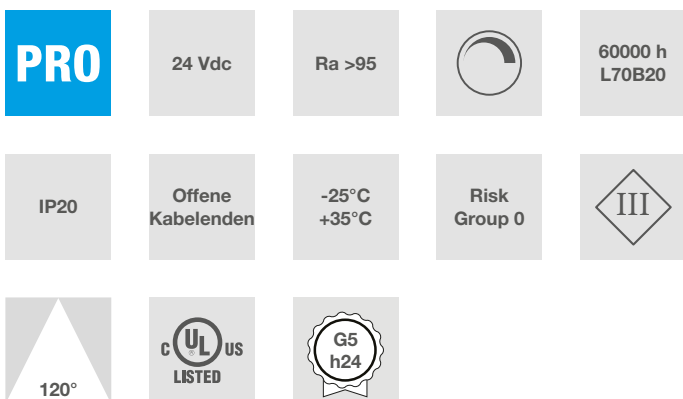 PRO
24 Vdc
Ra >95
60000 h
L70B20
IP20
Offene
Kabelenden
-25°C
+35°C
Risk
Group 0
III
120°
C UL® US
LISTED
G5
h24